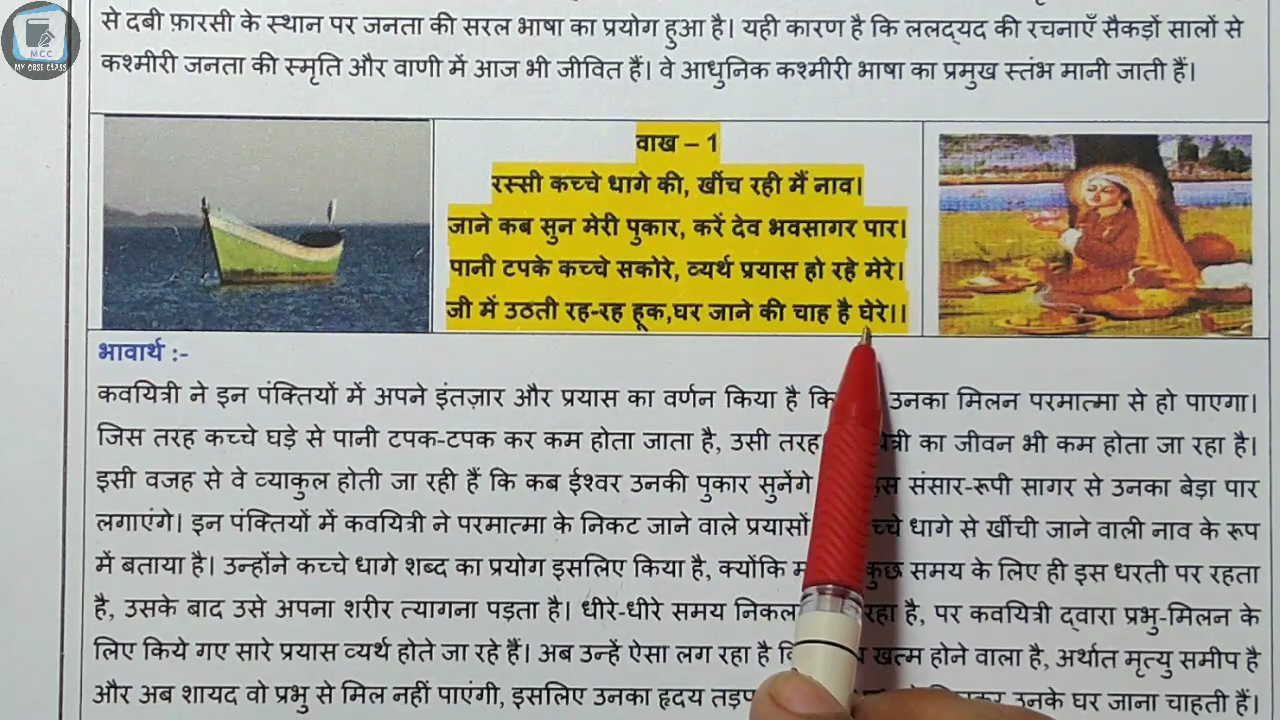 MCC
MY CBSE CLASS
से दबी फ़ारसी के स्थान पर जनता की सरल भाषा का प्रयोग हुआ है। यही कारण है कि ललद्यद की रचनाएँ सैकड़ों सालों से
कश्मीरी जनता की स्मृति और वाणी में आज भी जीवित हैं। वे आधुनिक कश्मीरी भाषा का प्रमुख स्तंभ मानी जाती हैं।
वाख – 1
रस्सी कच्चे धागे की, खींच रही मैं नाव।
जाने कब सुन मेरी पुकार, करें देव भवसागर पार।
पानी टपके कच्चे सकोरे, व्यर्थ प्रयास हो रहे मेरे।
जी में उठती रह-रह हूक,घर जाने की चाह है घेरे।।
भावार्थ :-
कवयित्री ने इन पंक्तियों में अपने इंतज़ार और प्रयास का वर्णन किया है कि उनका मिलन परमात्मा से हो पाएगा।
जिस तरह कच्चे घड़े से पानी टपक-टपक कर कम होता जाता है, उसी तरह का जीवन भी कम होता जा रहा है।
इसी वजह से वे व्याकुल होती जा रही हैं कि कब ईश्वर उनकी पुकार सुनेंगे संसार-रूपी सागर से उनका बेड़ा पार
लगाएंगे। इन पंक्तियों में कवयित्री ने परमात्मा के निकट जाने वाले प्रयासों धागे से खींची जाने वाली नाव के रूप
में बताया है। उन्होंने कच्चे धागे शब्द का प्रयोग इसलिए किया है, क्योंकि कुछ समय के लिए ही इस धरती पर रहता
है, उसके बाद उसे अपना शरीर त्यागना पड़ता है। धीरे-धीरे समय निकल रहा है, पर कवयित्री द्वारा प्रभु-मिलन के
लिए किये गए सारे प्रयास व्यर्थ होते जा रहे हैं। अब उन्हें ऐसा लग रहा है खत्म होने वाला है, अर्थात मृत्यु समीप है
और अब शायद वो प्रभु से मिल नहीं पाएंगी, इसलिए उनका हृदय उनके घर जाना चाहती हैं।